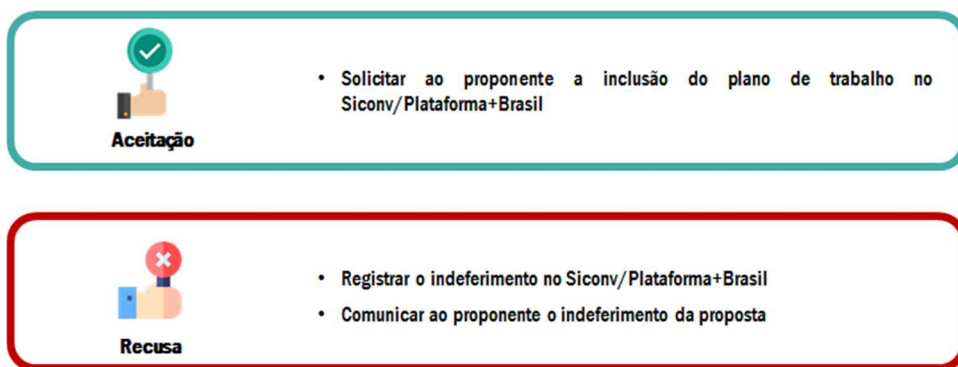 • Solicitar ao proponente a inclusão do plano de trabalho no
Siconv/Plataforma+Brasil
Aceitação
• Registrar o indeferimento no Siconv/Plataforma+Brasil
• Comunicar ao proponente o indeferimento da proposta
Recusa